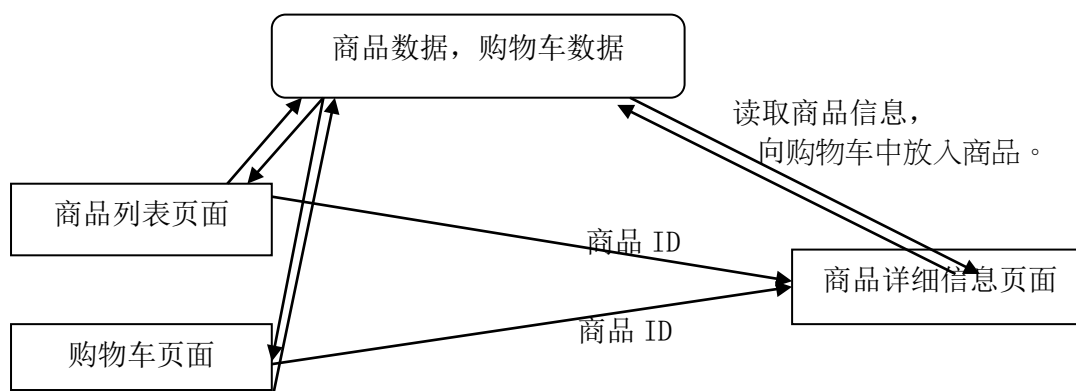 商品数据，购物车数据
读取商品信息，
向购物车中放入商品。
商品列表页面
商品 ID
商品详细信息页面
商品 ID
购物车页面